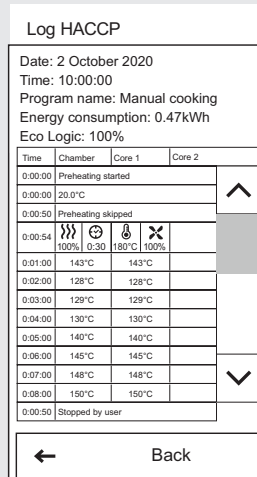 Log HACCP
Date: 2 October 2020
Time: 10:00:00
Program name: Manual cooking
Energy consumption: 0.47kWh
Eco Logic: 100%
Time Chamber Core 1 Core 2
0:00:00 Preheating started
0:00:00 20.0°C
0:00:50 Preheating skipped
0:00:54 100% 0:30 180°C 100%
0:01:00 143°C 143°C
0:02:00 128°C 128°C
0:03:00 129°C 129°C
0:04:00 130°C 130°C
0:05:00 140°C 140°C
0:06:00 145°C 145°C
0:07:00 148°C 148°C
0:08:00 150°C 150°C
0:00:50 Stopped by user
Back